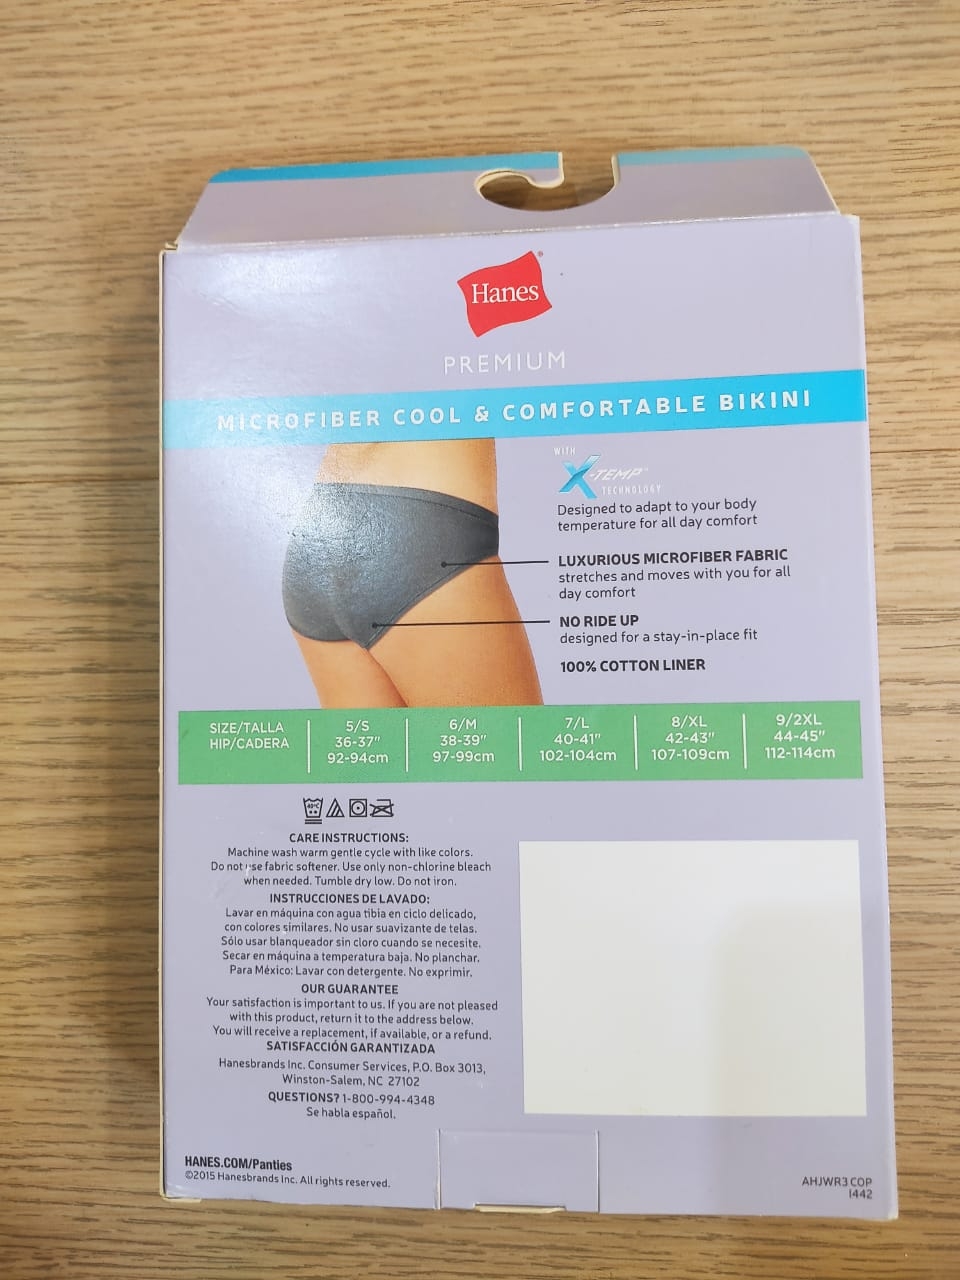 Hanes
PREMIUM
MICROFIBER COOL & COMFORTABLE BIKINI
WITH
X-TEMP™
TECHNOLOGY
Designed to adapt to your body
temperature for all day comfort
LUXURIOUS MICROFIBER FABRIC
stretches and moves with you for all
day comfort
NO RIDE UP
designed for a stay-in-place fit
100% COTTON LINER
SIZE/TALLA 5/S 6/M 7/L 8/XL 9/2XL
HIP/CADERA 36-37" 38-39" 40-41" 42-43" 44-45"
92-94cm 97-99cm 102-104cm 107-109cm 112-114cm
40°C
CARE INSTRUCTIONS:
Machine wash warm gentle cycle with like colors.
Do not use fabric softener. Use only non-chlorine bleach
when needed. Tumble dry low. Do not iron.
INSTRUCCIONES DE LAVADO:
Lavar en máquina con agua tibia en ciclo delicado,
con colores similares. No usar suavizante de telas.
Sólo usar blanqueador sin cloro cuando se necesite.
Secar en máquina a temperatura baja. No planchar.
Para México: Lavar con detergente. No exprimir.
OUR GUARANTEE
Your satisfaction is important to us. If you are not pleased
with this product, return it to the address below.
You will receive a replacement, if available, or a refund.
SATISFACCIÓN GARANTIZADA
Hanesbrands Inc. Consumer Services, P.O. Box 3013,
Winston-Salem, NC 27102
QUESTIONS? 1-800-994-4348
Se habla español.
HANES.COM/Panties
©2015 Hanesbrands Inc. All rights reserved.
AHJWR3 COP
1442